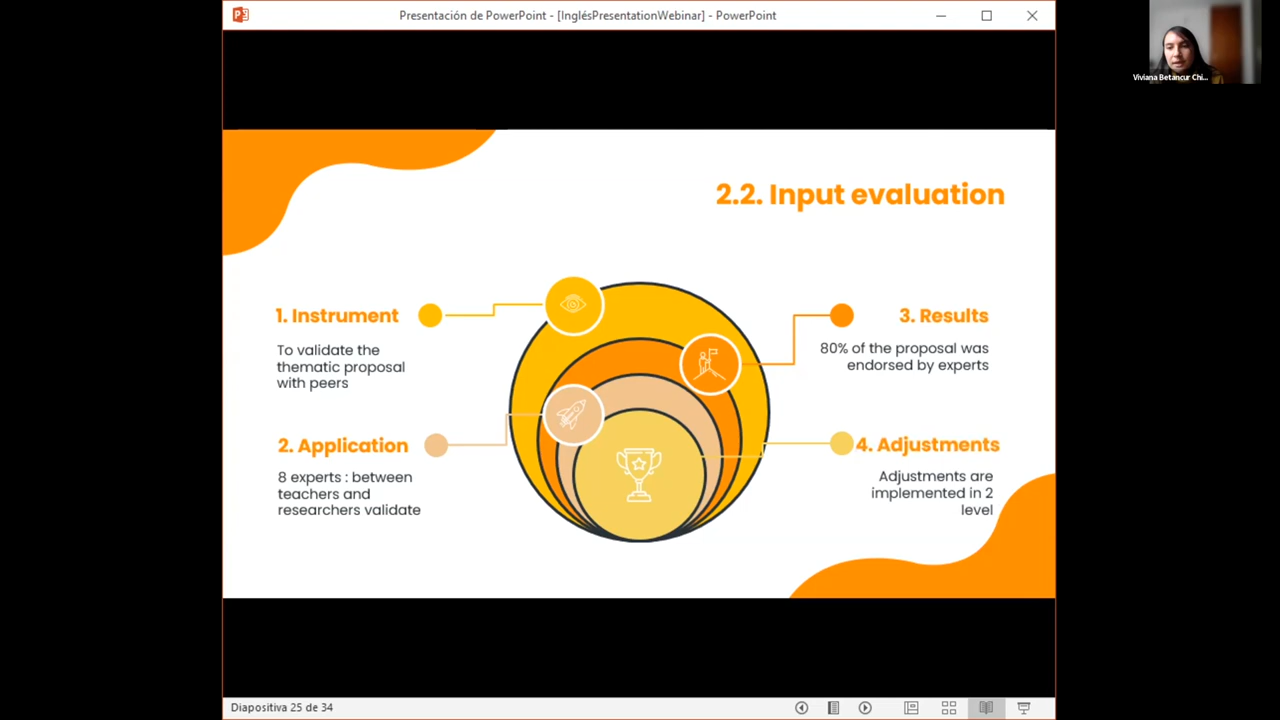 Presentación de PowerPoint - [InglésPresentationWebinar] - PowerPoint
Viviana Betancur Chi...
2.2. Input evaluation
1. Instrument
To validate the
thematic proposal
with peers
2. Application
8 experts : between
teachers and
researchers validate
3. Results
80% of the proposal was
endorsed by experts
4. Adjustments
Adjustments are
implemented in 2
level
Diapositiva 25 de 34